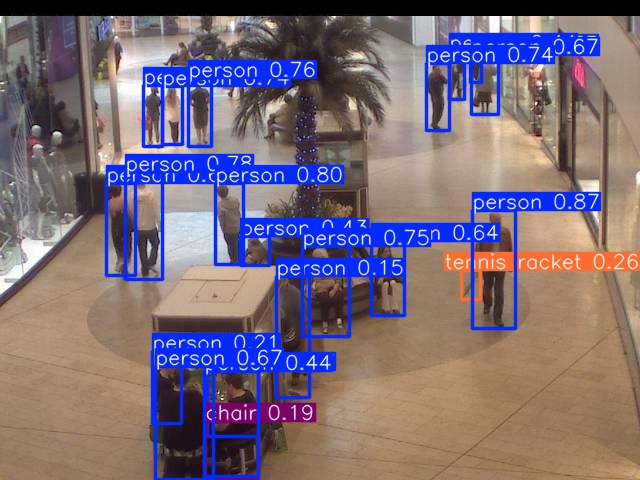 person 0.67
person 0.74
person 0.76
person 0.78
person 0.80
person 0.87
person 0.43
person 0.75
n 0.64
tennis racket 0.26
person 0.15
person 0.21
person 0.67
0.44
chair 0.19